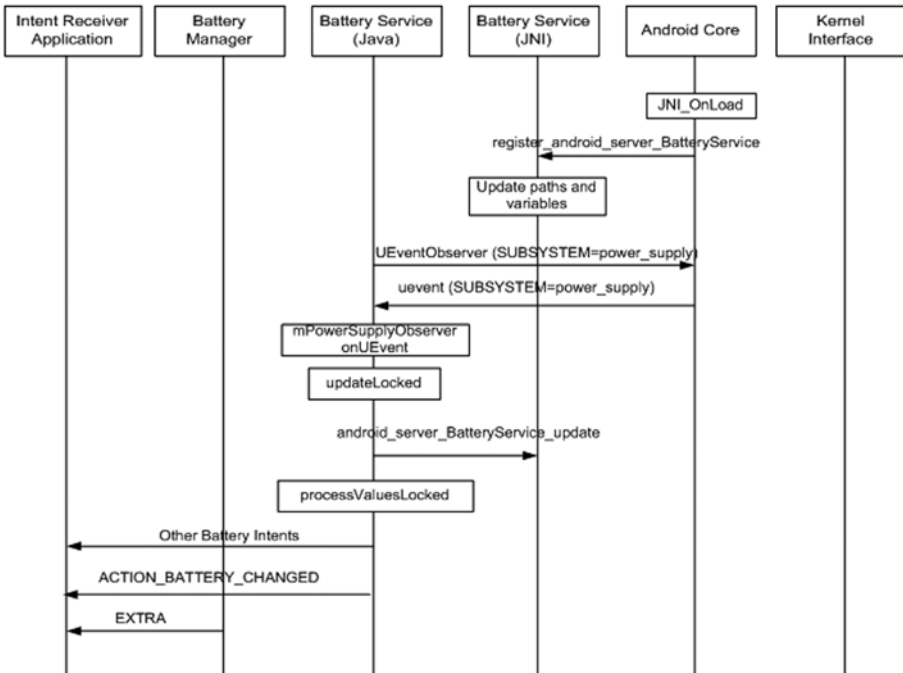 Intent Receiver
Application
Battery
Manager
Battery Service
(Java)
Battery Service
(JNI)
Android Core
Kernel
Interface
JNI_OnLoad
register_android_server_BatteryService
Update paths and
variables
UEventObserver (SUBSYSTEM=power_supply)
uevent (SUBSYSTEM=power_supply)
mPowerSupplyObserver
onUEvent
updateLocked
android_server_BatteryService_update
processValuesLocked
Other Battery Intents
ACTION_BATTERY_CHANGED
EXTRA